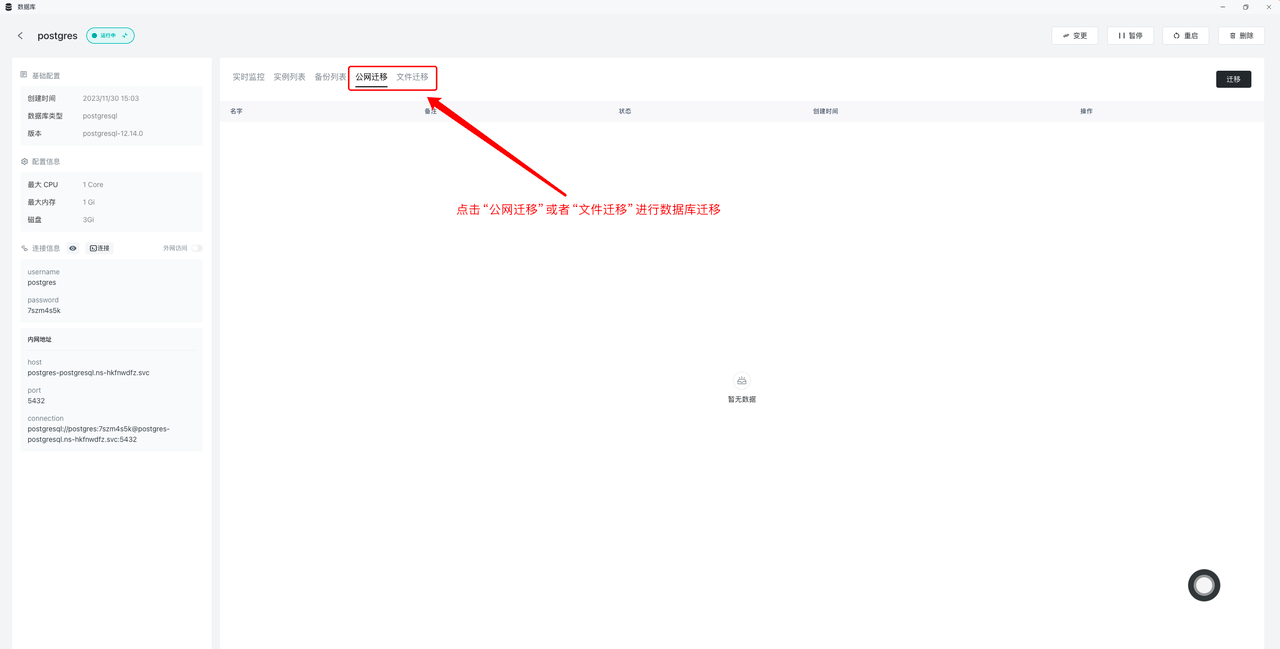 数据库
postgres
运行中
变更
暂停
重启
删除
基础配置
创建时间 2023/11/30 15:03
数据库类型 postgresql
版本 postgresql-12.14.0
配置信息
最大 CPU 1 Core
最大内存 1 Gi
磁盘 3Gi
连接信息 连接 外网访问
username
postgres
password
7szm4s5k
内网地址
host
postgres-postgresql.ns-hkfnwdfz.svc
port
5432
connection
postgresql://postgres:7szm4s5k@postgres-
postgresql.ns-hkfnwdfz.svc:5432
实时监控 实例列表 备份列表 公网迁移 文件迁移
迁移
名字 备注 状态 创建时间 操作
点击 “公网迁移” 或者 “文件迁移” 进行数据库迁移
暂无数据